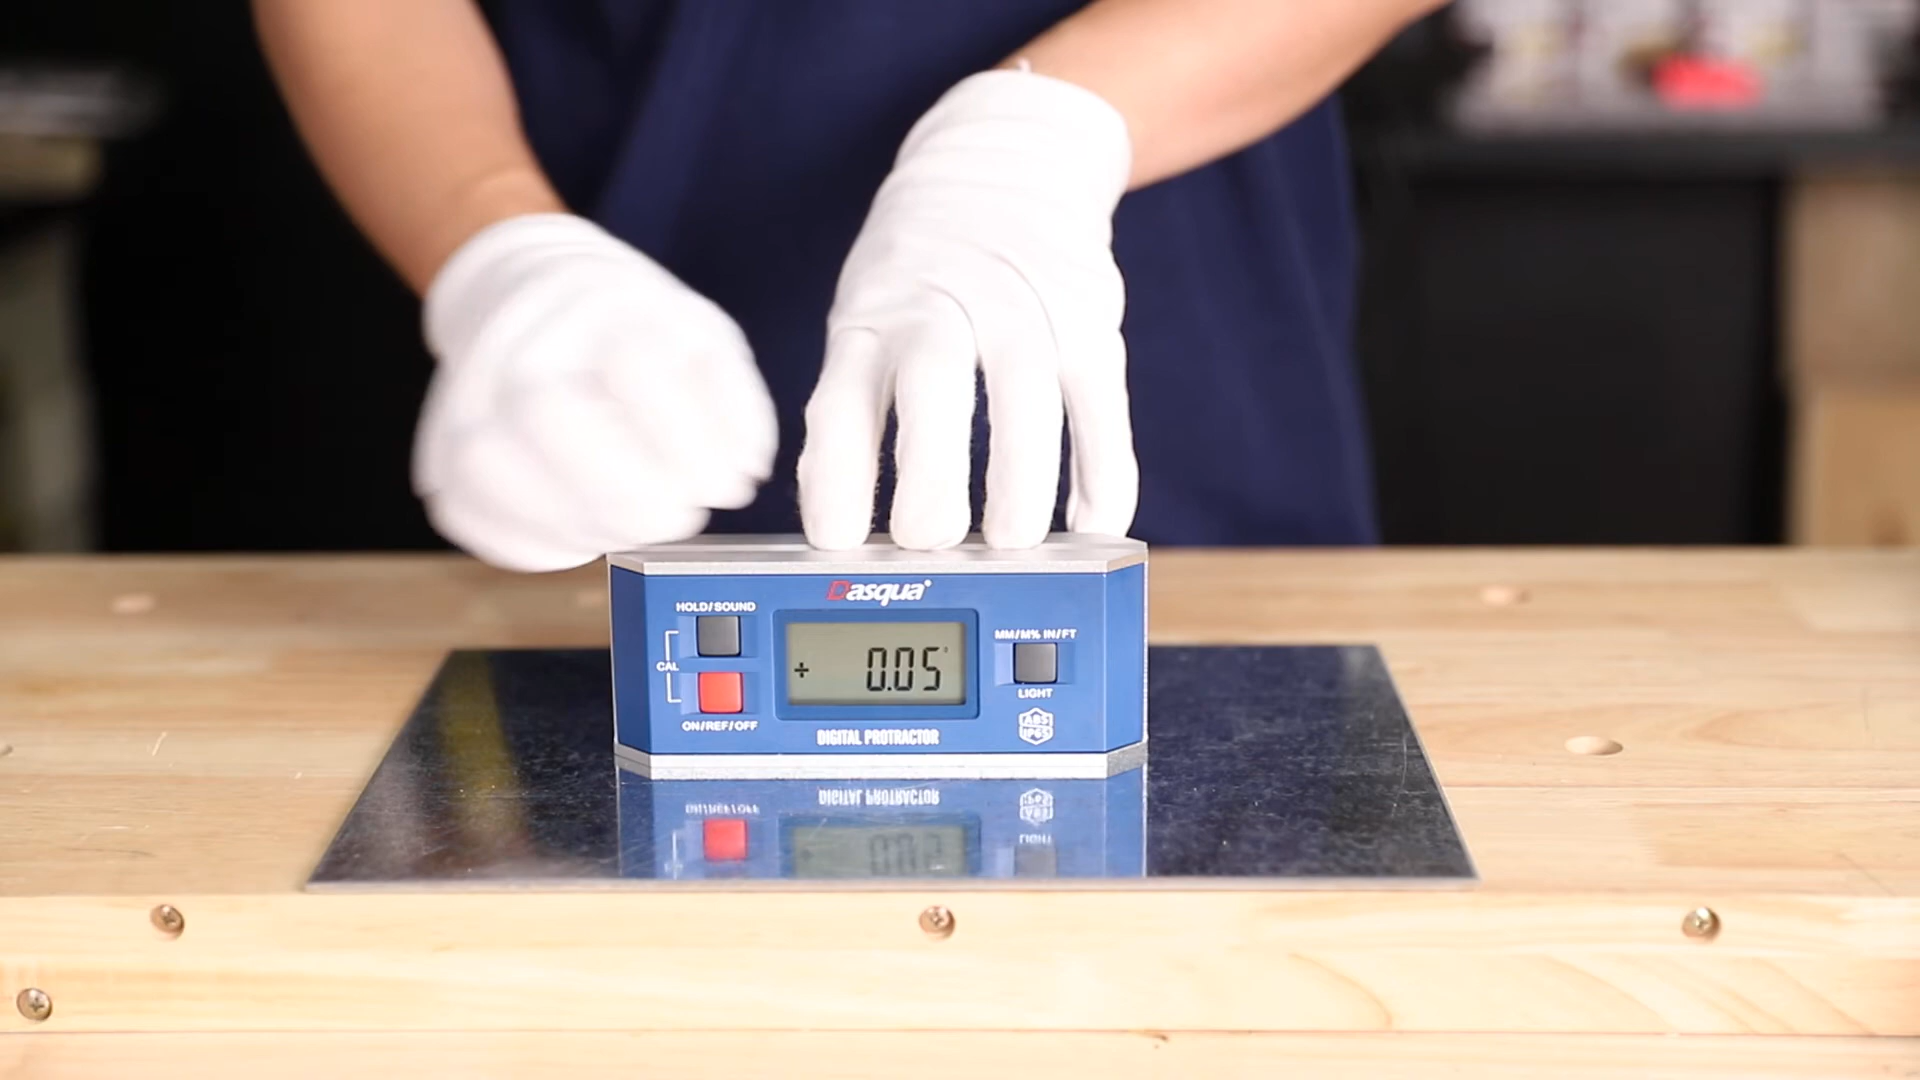 Dasqua®
HOLD/SOUND
CAL
ON/REF/OFF
÷ 0.05°
MM/M% IN/FT
LIGHT
ABS
IP65
DIGITAL PROTRACTOR